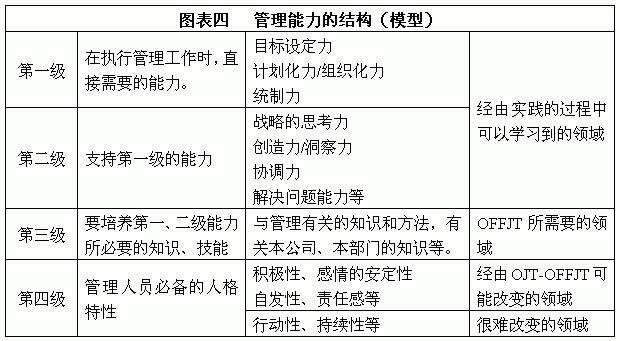 图表四 管理能力的结构（模型）
第一级
在执行管理工作时，直
接需要的能力。
目标设定力
计划化力/组织化力
统制力
经由实践的过程中
可以学习到的领域
第二级
支持第一级的能力
战略的思考力
创造力/洞察力
协调力
解决问题能力等
第三级
要培养第一、二级能力
所必要的知识、技能
与管理有关的知识和方法，有
关本公司、本部门的知识等。
OFFJT 所需要的领
域
第四级
管理人员必备的人格
特性
积极性、感情的安定性
自发性、责任感等
经由 OJT-OFFJT 可
能改变的领域
行动性、持续性等
很难改变的领域